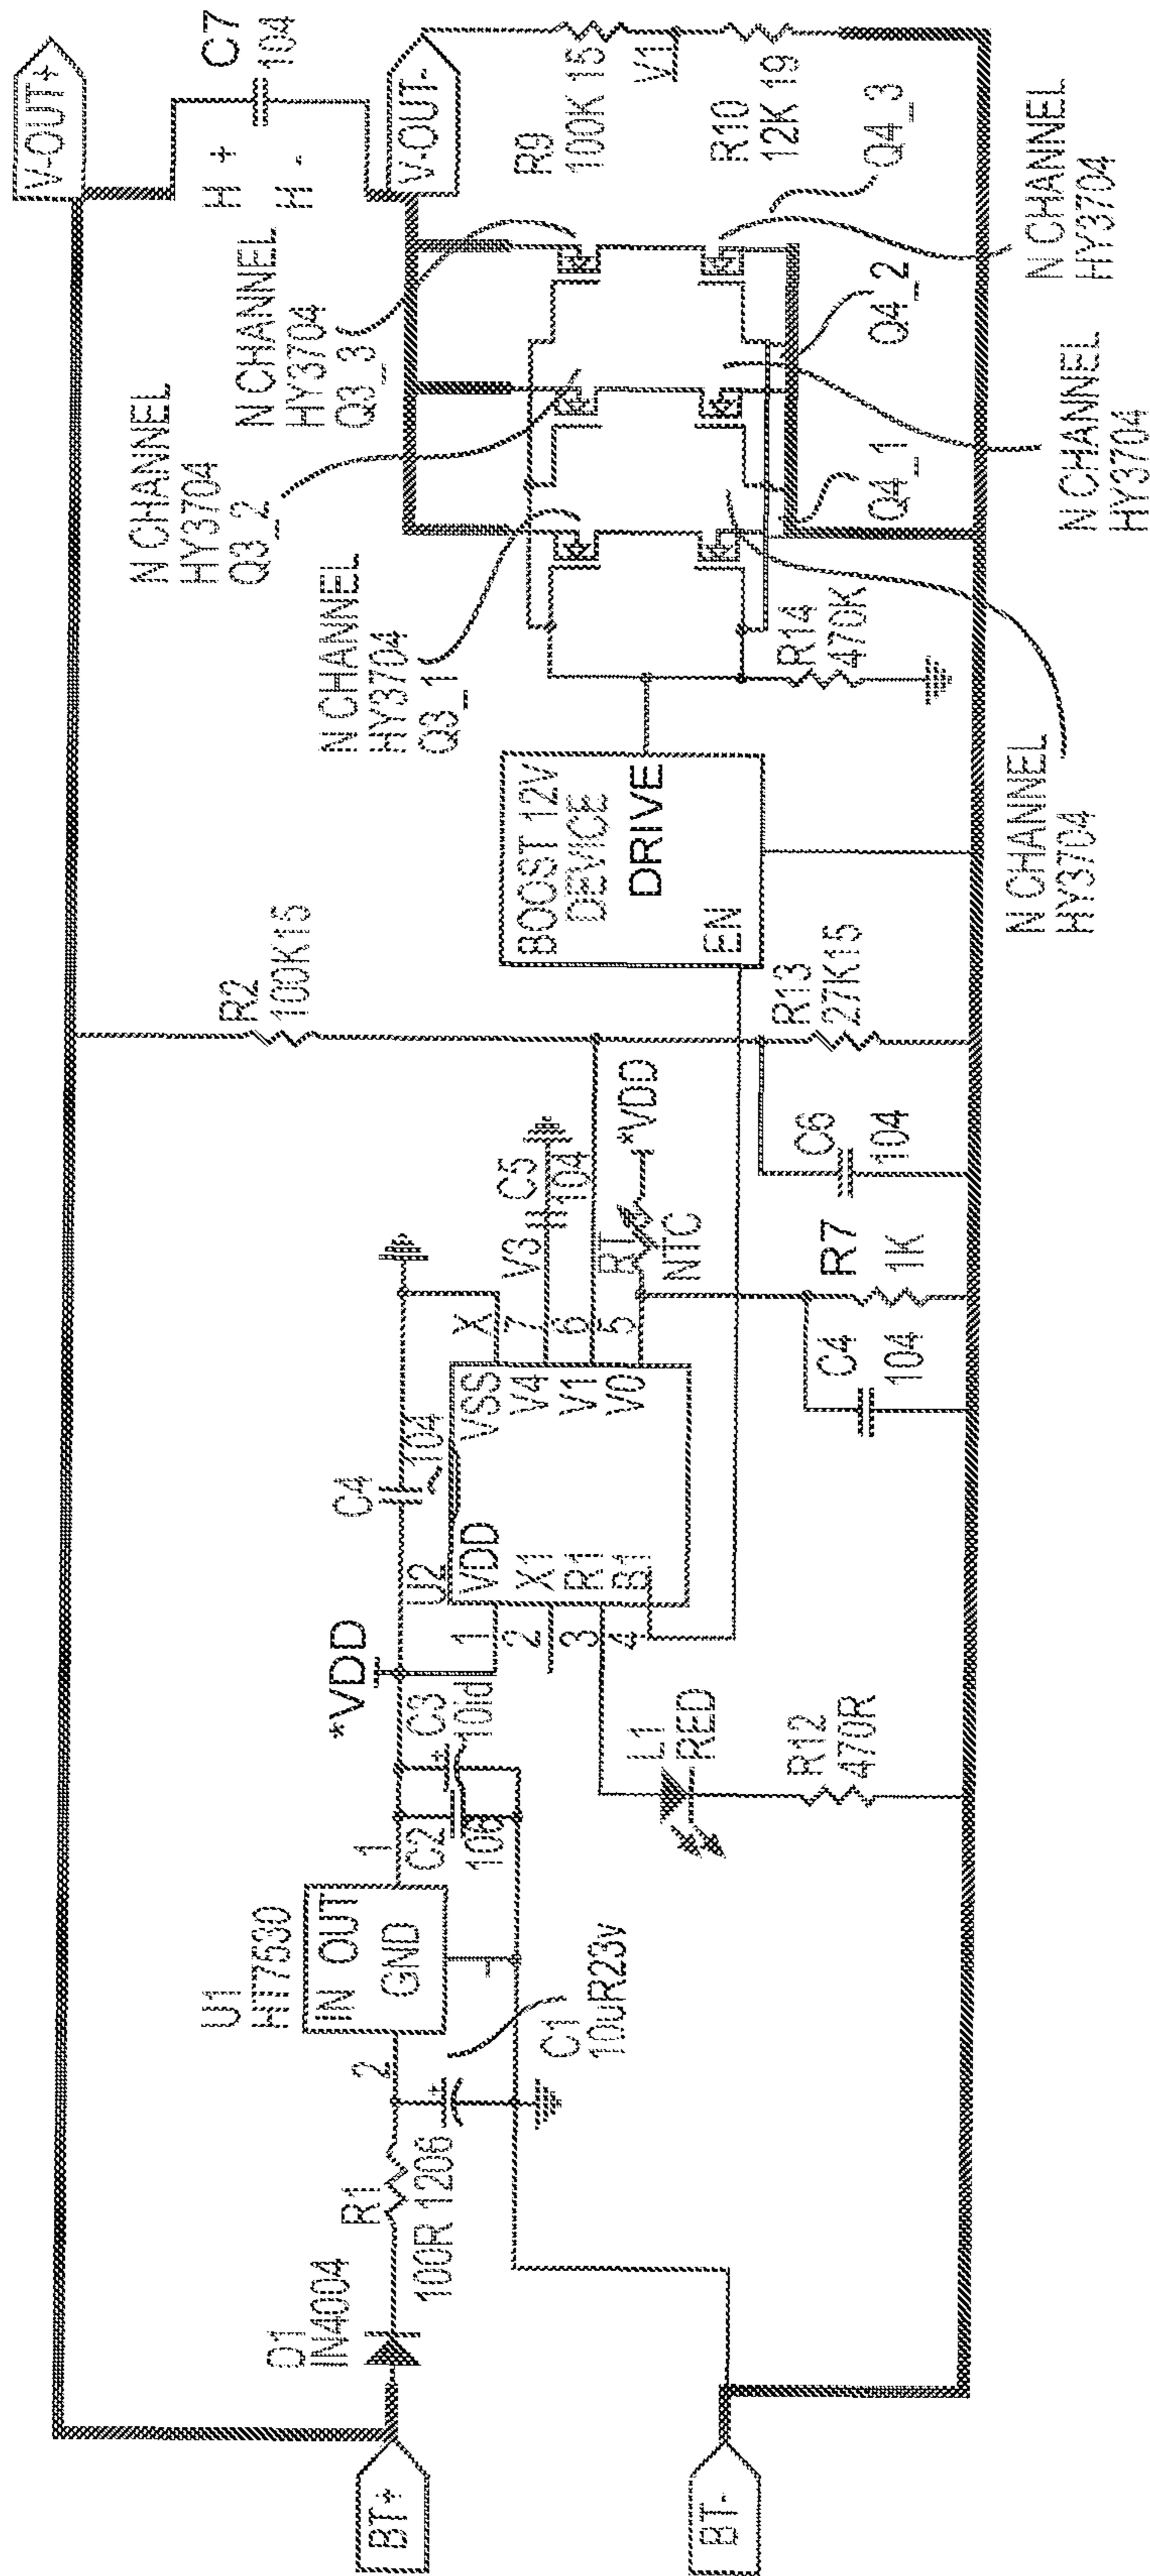 BT+
BT-
D1
IN4004
R1
100R 1206
2
U1
HT7530
IN OUT
GND
1
C1
10uR23v
C2
106
C3
*VDD
C4
104
U2
1
2
3
4
VDD
X1
R1
B1
VSS
V4
V1
V0
X
7
6
5
V3
C5
104
RT
NTC
*VDD
L1
RED
R12
470R
C4
104
R7
1K
C6
104
R13
27K15
R2
100K15
BOOST 12V
DEVICE
DRIVE
EN
R14
470K
N CHANNEL
HY3704
Q3_1
N CHANNEL
HY3704
Q3_2
N CHANNEL
HY3704
Q3_3
Q4_1
Q4_2
Q4_3
N CHANNEL
HY3704
N CHANNEL
HY3704
N CHANNEL
HY3704
R9
100K 15
V1
R10
12K 19
V-OUT+
H +
H -
C7
104
V-OUT-